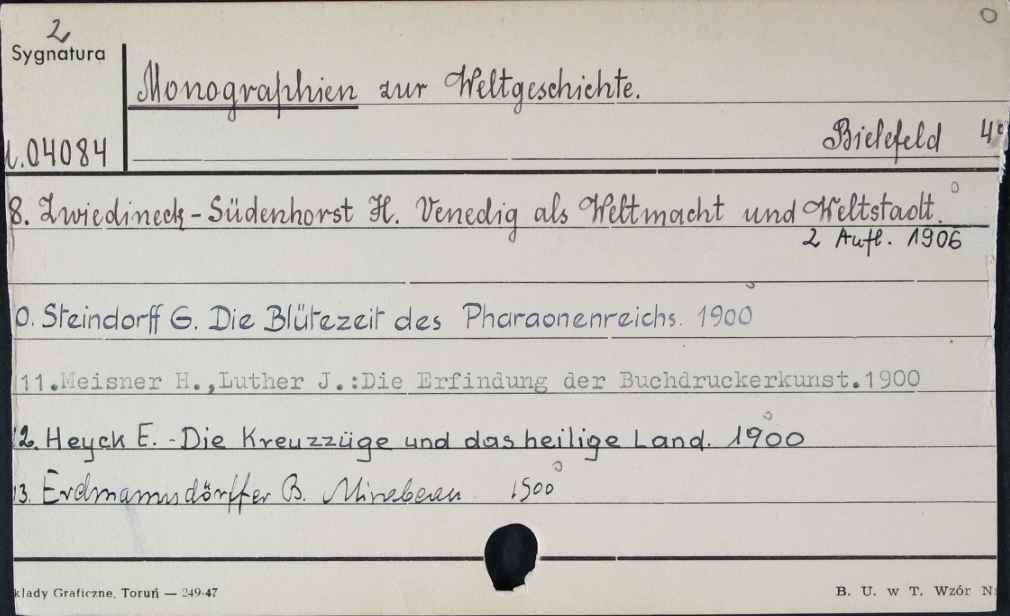 2
Sygnatura
Monographien zur Weltgeschichte.
.04084
Bielefeld 4°
8. Zwiedineck-Südenhorst H. Venedig als Weltmacht und Weltstadt.
2 Aufl. 1906
0. Steindorff G. Die Blütezeit des Pharaonenreichs. 1900
11.Meisner H.,Luther J.:Die Erfindung der Buchdruckerkunst.1900
12. Heyck E. - Die Kreuzzüge und das heilige Land. 1900
13. Erdmannsdörffer B. Mirabeau 1900
klady Graficzne, Toruń — 249-47
B. U. w T. Wzór N